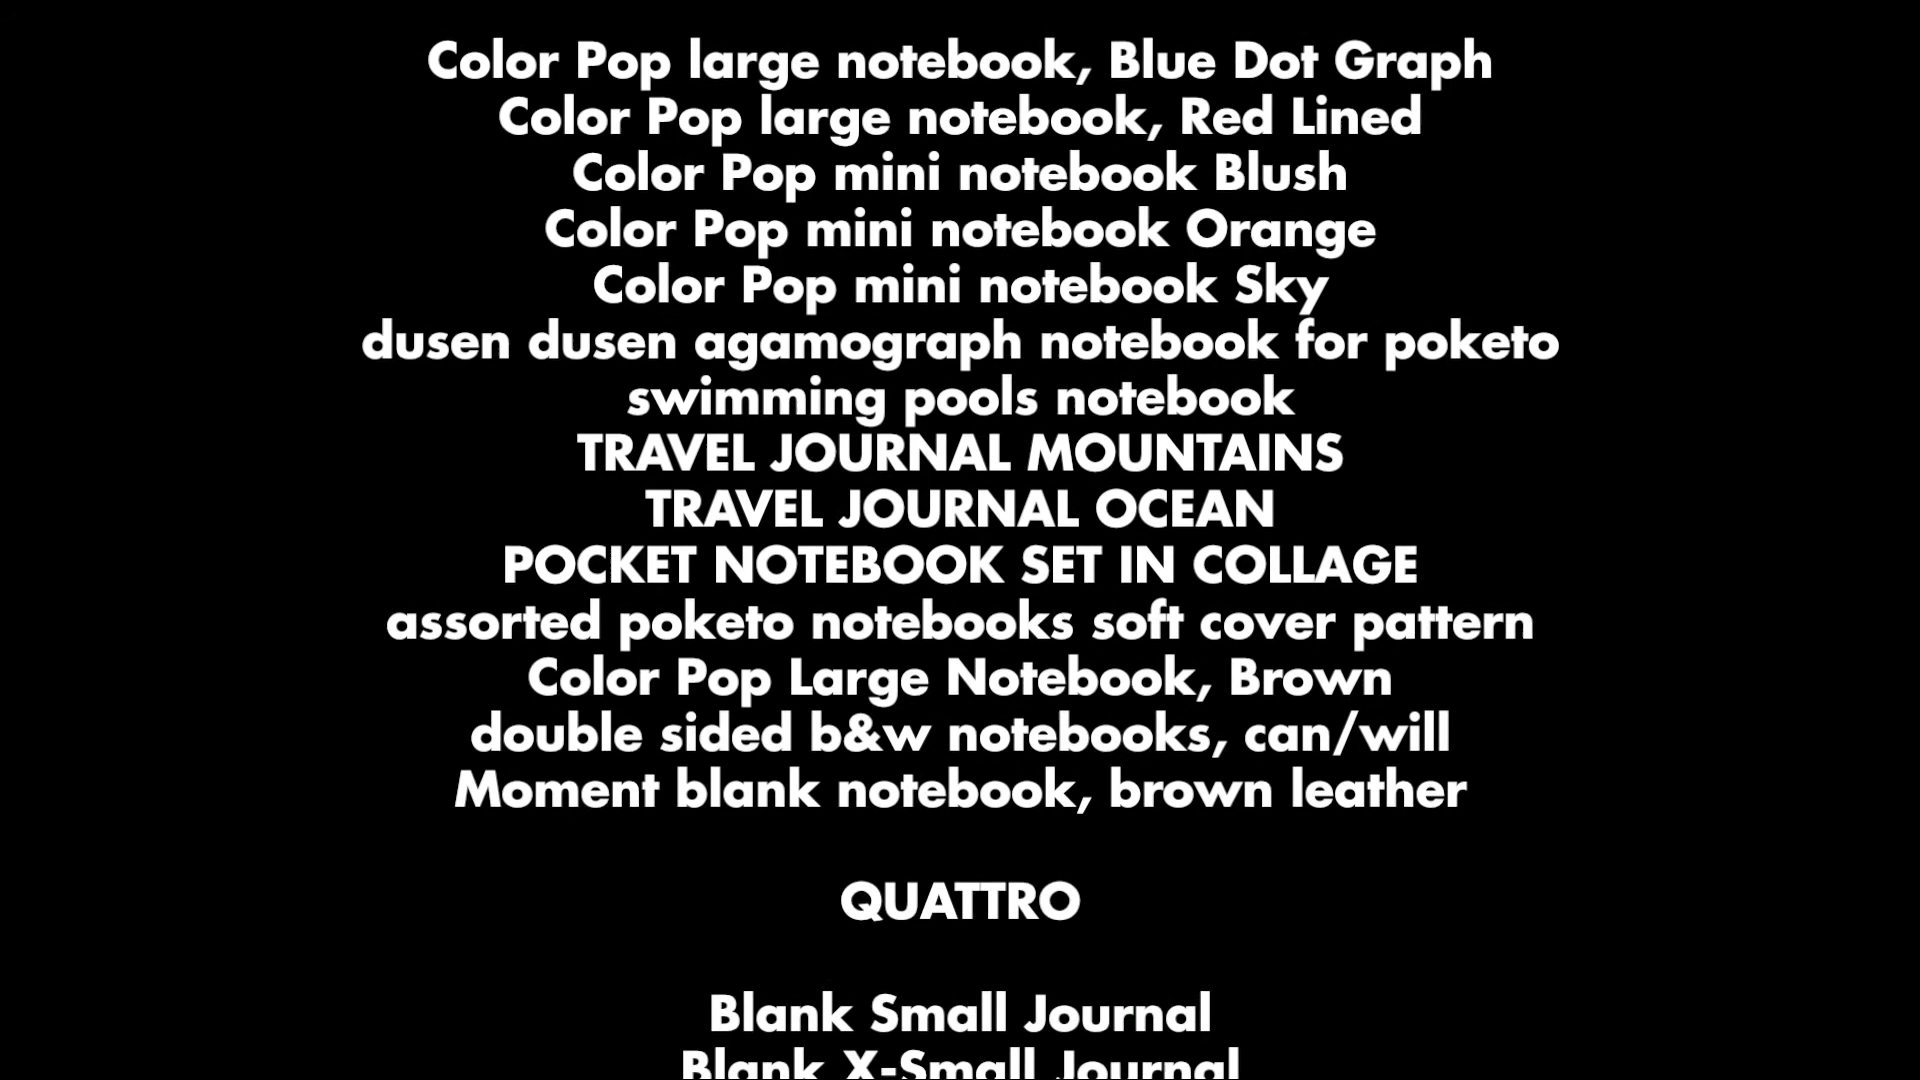 Color Pop large notebook, Blue Dot Graph
Color Pop large notebook, Red Lined
Color Pop mini notebook Blush
Color Pop mini notebook Orange
Color Pop mini notebook Sky
dusen dusen agamograph notebook for poketo
swimming pools notebook
TRAVEL JOURNAL MOUNTAINS
TRAVEL JOURNAL OCEAN
POCKET NOTEBOOK SET IN COLLAGE
assorted poketo notebooks soft cover pattern
Color Pop Large Notebook, Brown
double sided b&w notebooks, can/will
Moment blank notebook, brown leather
QUATTRO
Blank Small Journal
Blank X-Small Journal